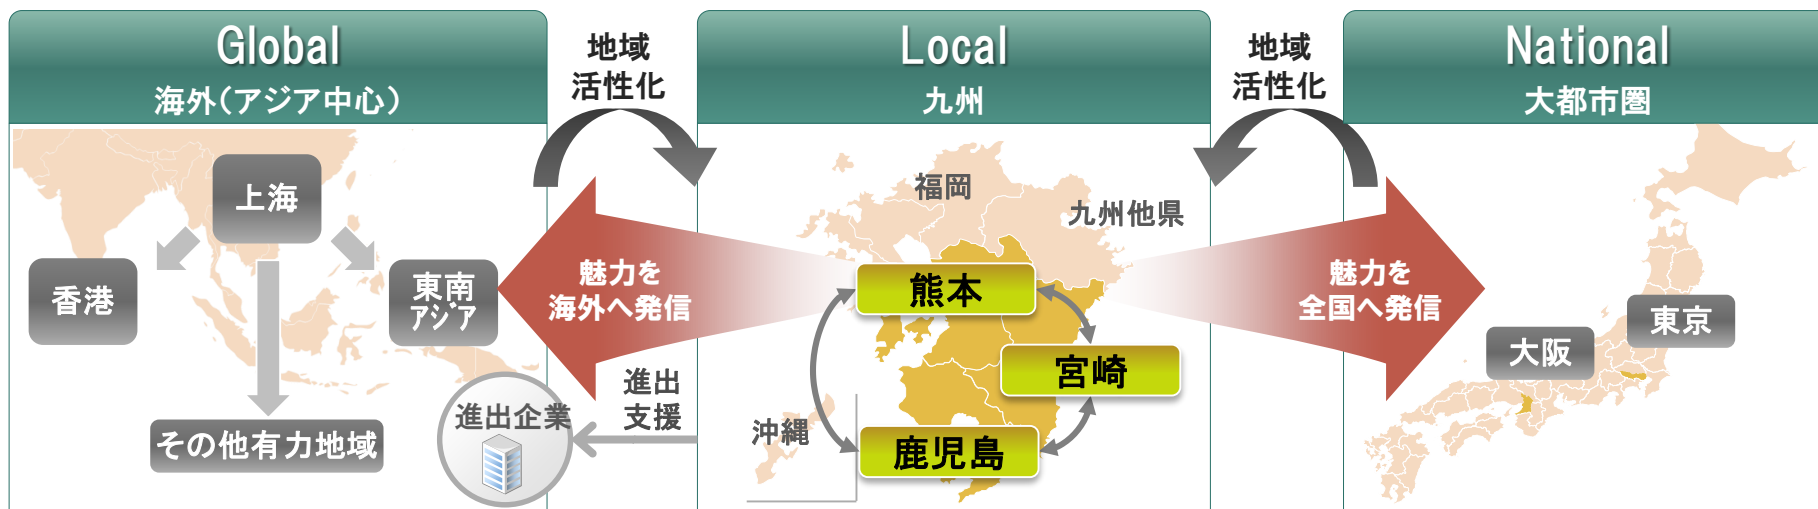 Global
海外（アジア中心）
上海
香港
東南
アジア
その他有力地域
進出企業
地域
活性化
魅力を
海外へ発信
進出
支援
Local
九州
福岡
九州他県
熊本
宮崎
鹿児島
沖縄
地域
活性化
魅力を
全国へ発信
National
大都市圏
東京
大阪